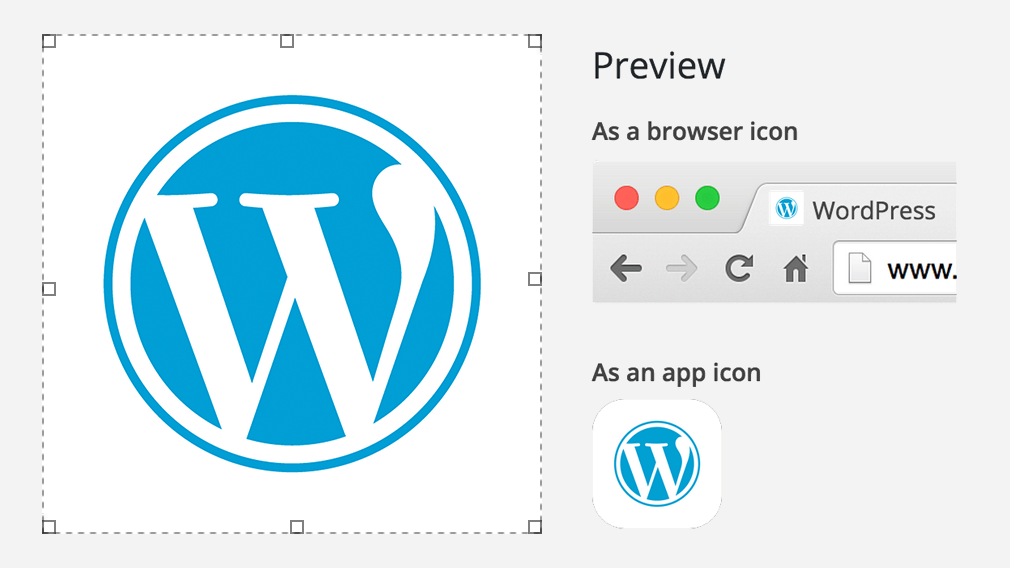 Preview
As a browser icon
WordPress
www.
As an app icon